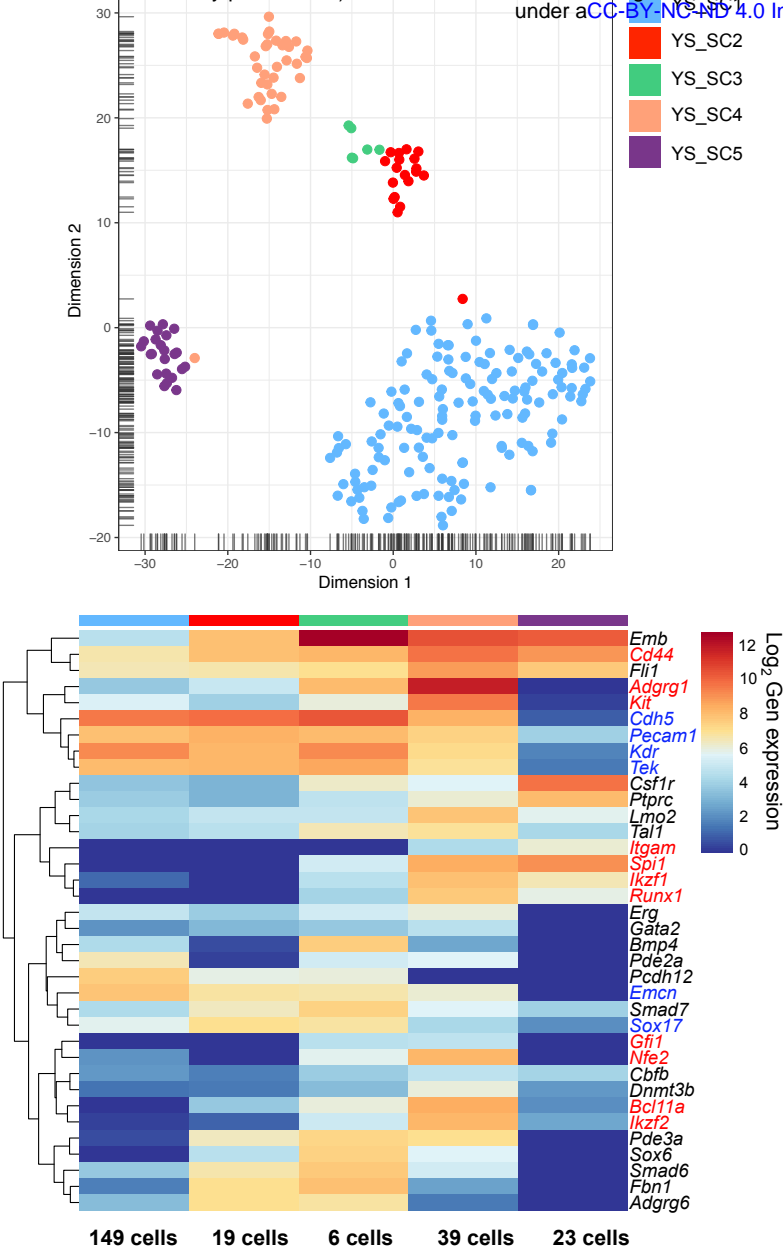 under aCC-BY-NC-ND 4.0 In
YS_SC1
YS_SC2
YS_SC3
YS_SC4
YS_SC5
30
20
10
0
−10
−20
Dimension 2
−30
−20
−10
0
10
20
Dimension 1
Emb
Cd44
Fli1
Adgrg1
Kit
Cdh5
Pecam1
Kdr
Tek
Csf1r
Ptprc
Lmo2
Tal1
Itgam
Spi1
Ikzf1
Runx1
Erg
Gata2
Bmp4
Pde2a
Pcdh12
Emcn
Smad7
Sox17
Gfi1
Nfe2
Cbfb
Dnmt3b
Bcl11a
Ikzf2
Pde3a
Sox6
Smad6
Fbn1
Adgrg6
12
10
8
6
4
2
0
Log2 Gen expression
149 cells 19 cells 6 cells 39 cells 23 cells